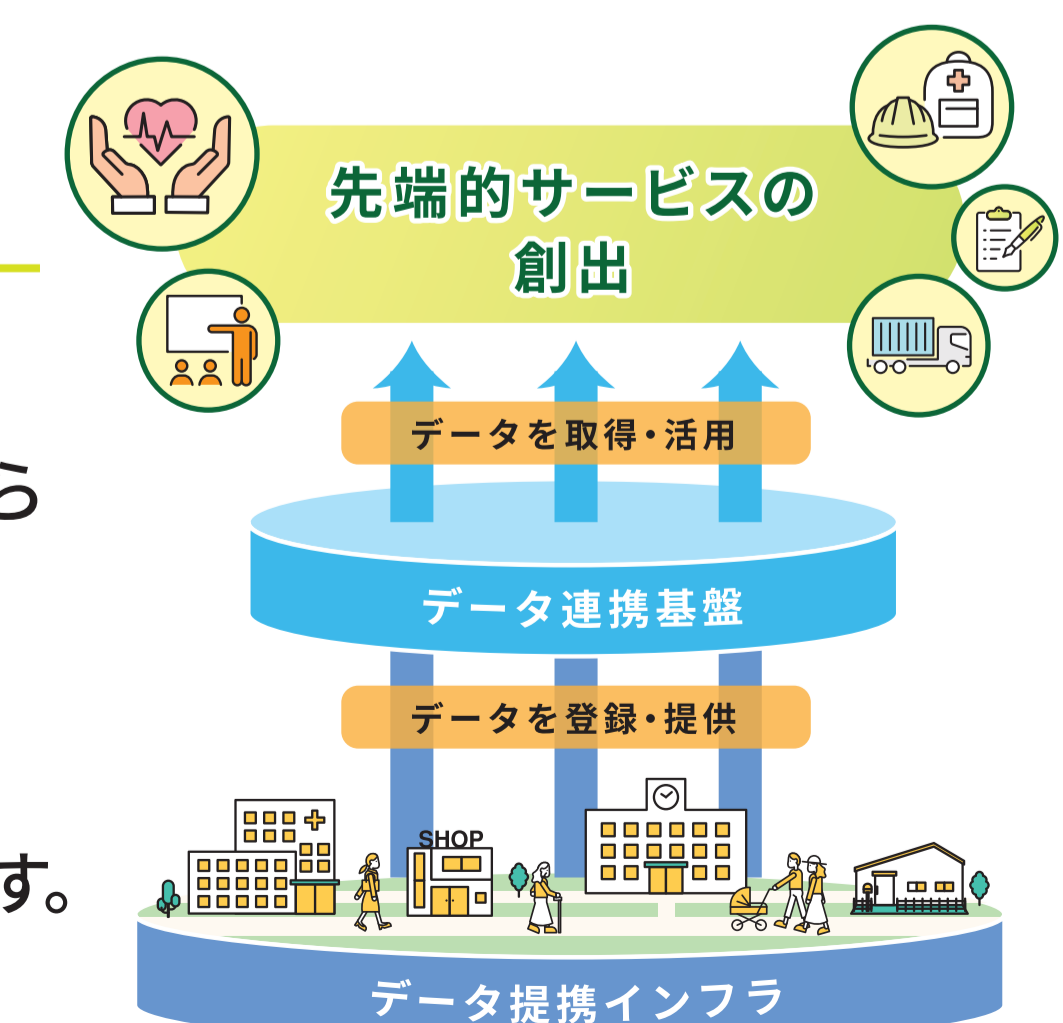 先端的サービスの
創出
データを取得・活用
ら
データ連携基盤
データを登録・提供
SHOP
す。
データ提携インフラ